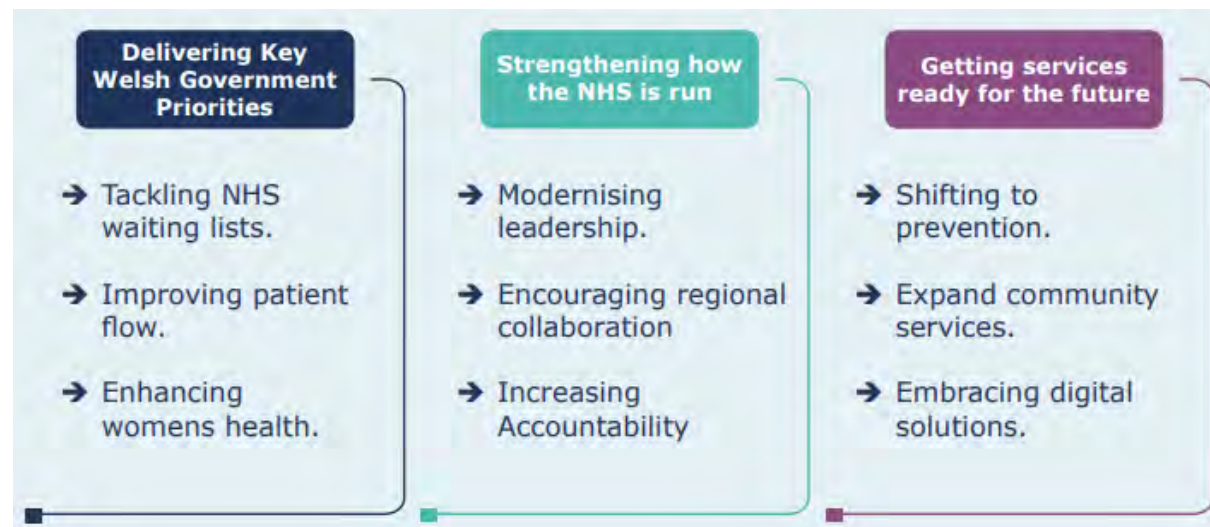 Delivering Key
Welsh Government
Priorities
➔ Tackling NHS
waiting lists.
➔ Improving patient
flow.
➔ Enhancing
womens health.
Strengthening how
the NHS is run
➔ Modernising
leadership.
➔ Encouraging regional
collaboration
➔ Increasing
Accountability
Getting services
ready for the future
➔ Shifting to
prevention.
➔ Expand community
services.
➔ Embracing digital
solutions.